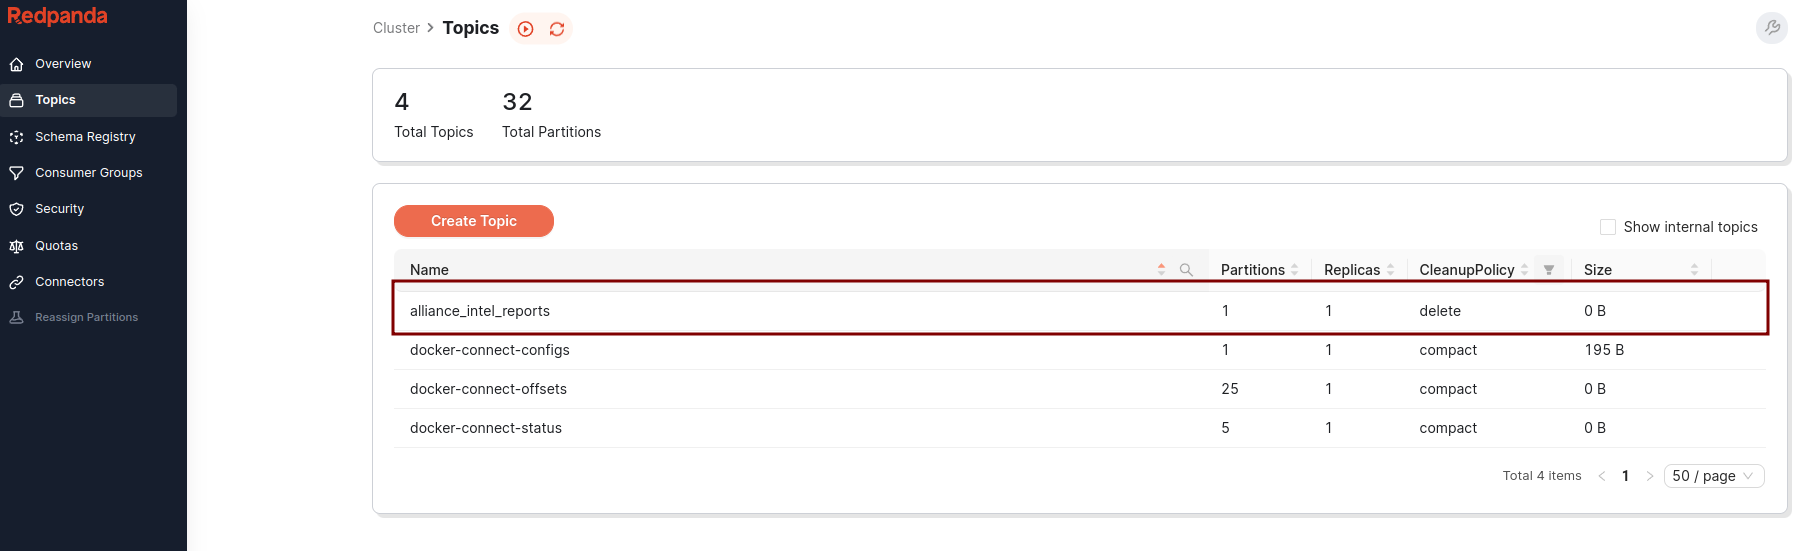 Redpanda
Overview
Topics
Schema Registry
Consumer Groups
Security
Quotas
Connectors
Reassign Partitions
Cluster > Topics
4 32
Total Topics Total Partitions
Create Topic
Show internal topics
Name Partitions Replicas CleanupPolicy Size
alliance_intel_reports 1 1 delete 0 B
docker-connect-configs 1 1 compact 195 B
docker-connect-offsets 25 1 compact 0 B
docker-connect-status 5 1 compact 0 B
Total 4 items < 1 > 50 / page